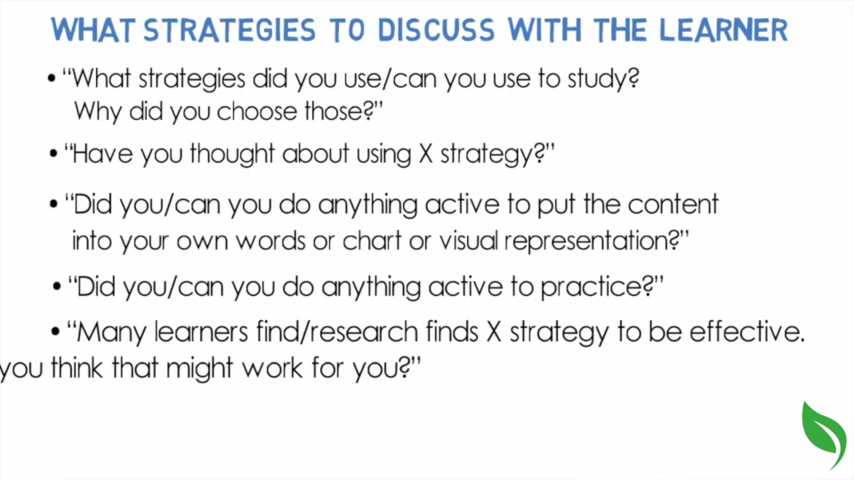 WHAT STRATEGIES TO DISCUSS WITH THE LEARNER
• “What strategies did you use/can you use to study?
Why did you choose those?”
• “Have you thought about using X strategy?”
• “Did you/can you do anything active to put the content
into your own words or chart or visual representation?”
• “Did you/can you do anything active to practice?”
• “Many learners find/research finds X strategy to be effective.
you think that might work for you?”